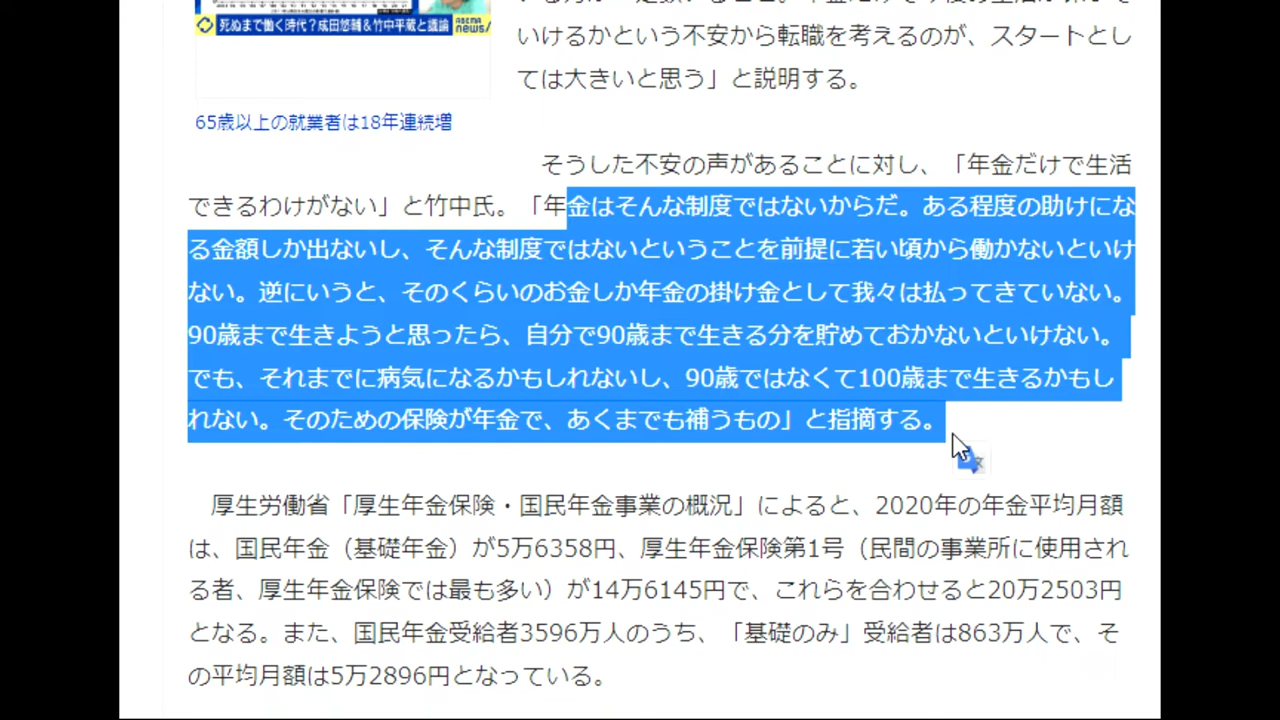 死ぬまで働く時代？成田悠輔＆竹中平蔵と議論
ABEMA
news/
いけるかという不安から転職を考えるのが、スタートとし
ては大きいと思う」と説明する。
65歳以上の就業者は18年連続増
そうした不安の声があることに対し、「年金だけで生活
できるわけがない」と竹中氏。「年金はそんな制度ではないからだ。ある程度の助けにな
る金額しか出ないし、そんな制度ではないということを前提に若い頃から働かないといけ
ない。逆にいうと、そのくらいのお金しか年金の掛け金として我々は払ってきていない。
90歳まで生きようと思ったら、自分で90歳まで生きる分を貯めておかないといけない。
でも、それまでに病気になるかもしれないし、90歳ではなくて100歳まで生きるかもし
れない。そのための保険が年金で、あくまでも補うもの」と指摘する。
厚生労働省「厚生年金保険・国民年金事業の概況」によると、2020年の年金平均月額
は、国民年金（基礎年金）が5万6358円、厚生年金保険第1号（民間の事業所に使用され
る者、厚生年金保険では最も多い）が14万6145円で、これらを合わせると20万2503円
となる。また、国民年金受給者3596万人のうち、「基礎のみ」受給者は863万人で、そ
の平均月額は5万2896円となっている。